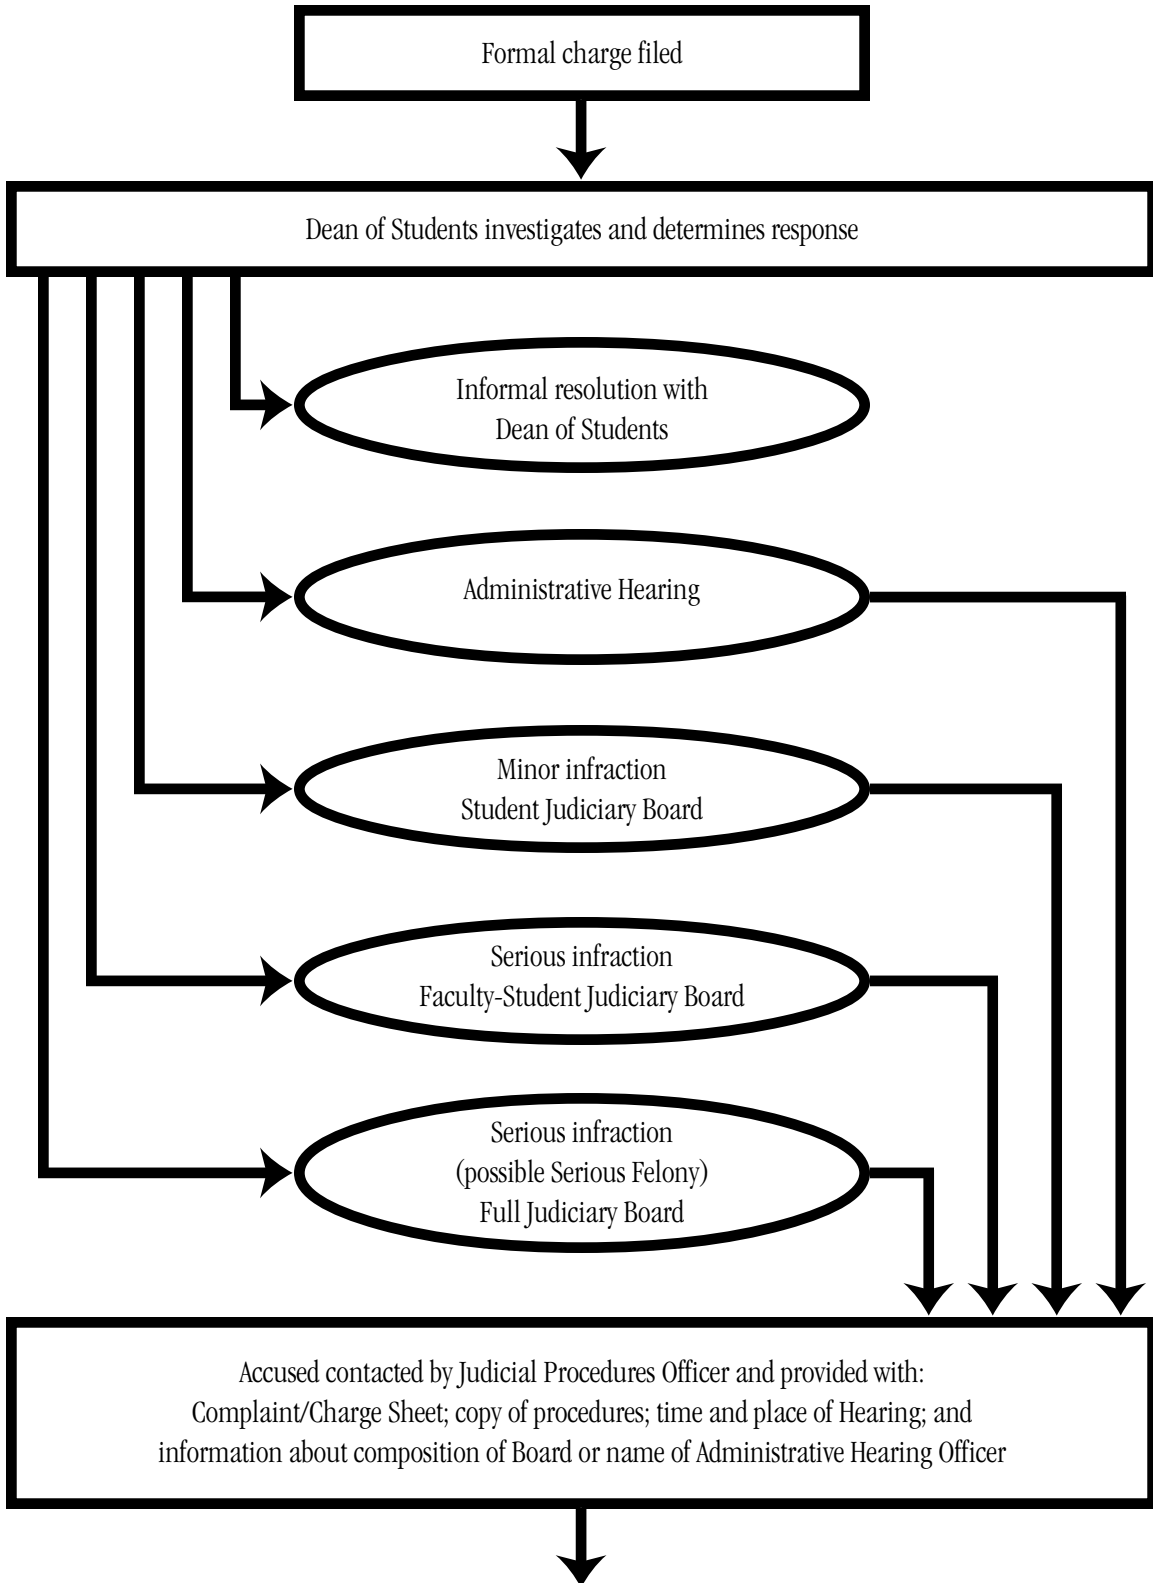 Formal charge filed
Dean of Students investigates and determines response
Informal resolution with
Dean of Students
Administrative Hearing
Minor infraction
Student Judiciary Board
Serious infraction
Faculty-Student Judiciary Board
Serious infraction
(possible Serious Felony)
Full Judiciary Board
Accused contacted by Judicial Procedures Officer and provided with:
Complaint/Charge Sheet; copy of procedures; time and place of Hearing; and
information about composition of Board or name of Administrative Hearing Officer